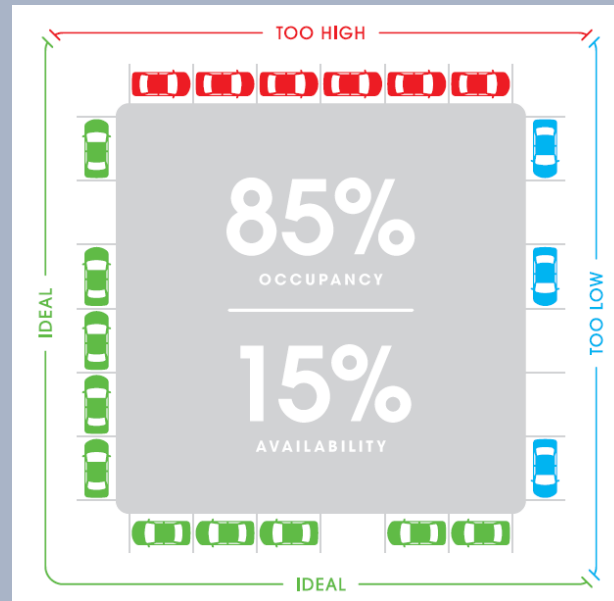 TOO HIGH
85%
OCCUPANCY
15%
AVAILABILITY
IDEAL
TOO LOW
IDEAL